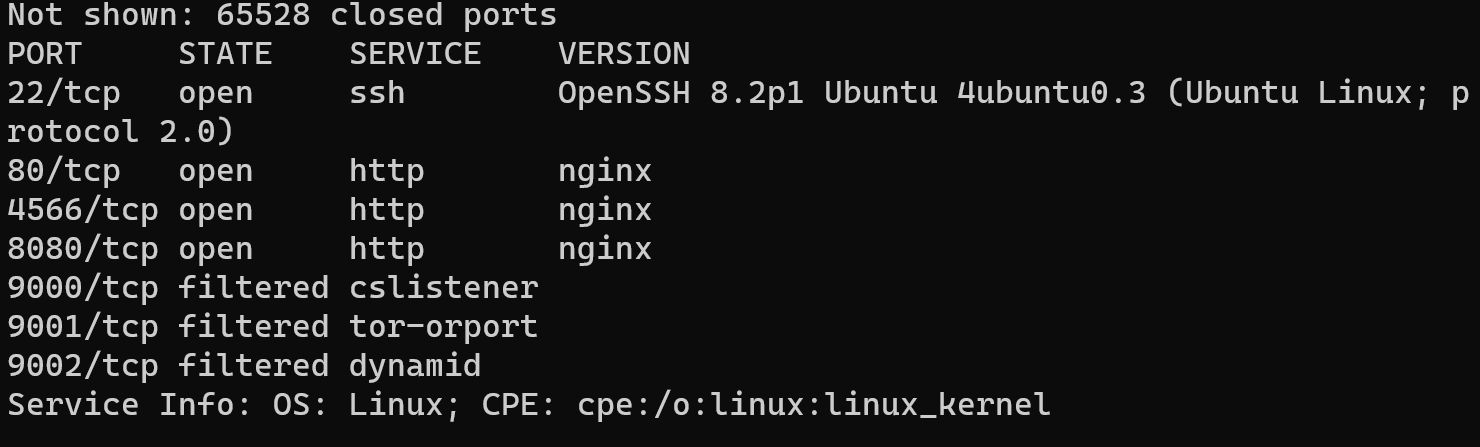 Not shown: 65528 closed ports
PORT     STATE    SERVICE    VERSION
22/tcp   open     ssh        OpenSSH 8.2p1 Ubuntu 4ubuntu0.3 (Ubuntu Linux; p
rotocol 2.0)
80/tcp   open     http       nginx
4566/tcp open     http       nginx
8080/tcp open     http       nginx
9000/tcp filtered cslistener
9001/tcp filtered tor-orport
9002/tcp filtered dynamid
Service Info: OS: Linux; CPE: cpe:/o:linux:linux_kernel